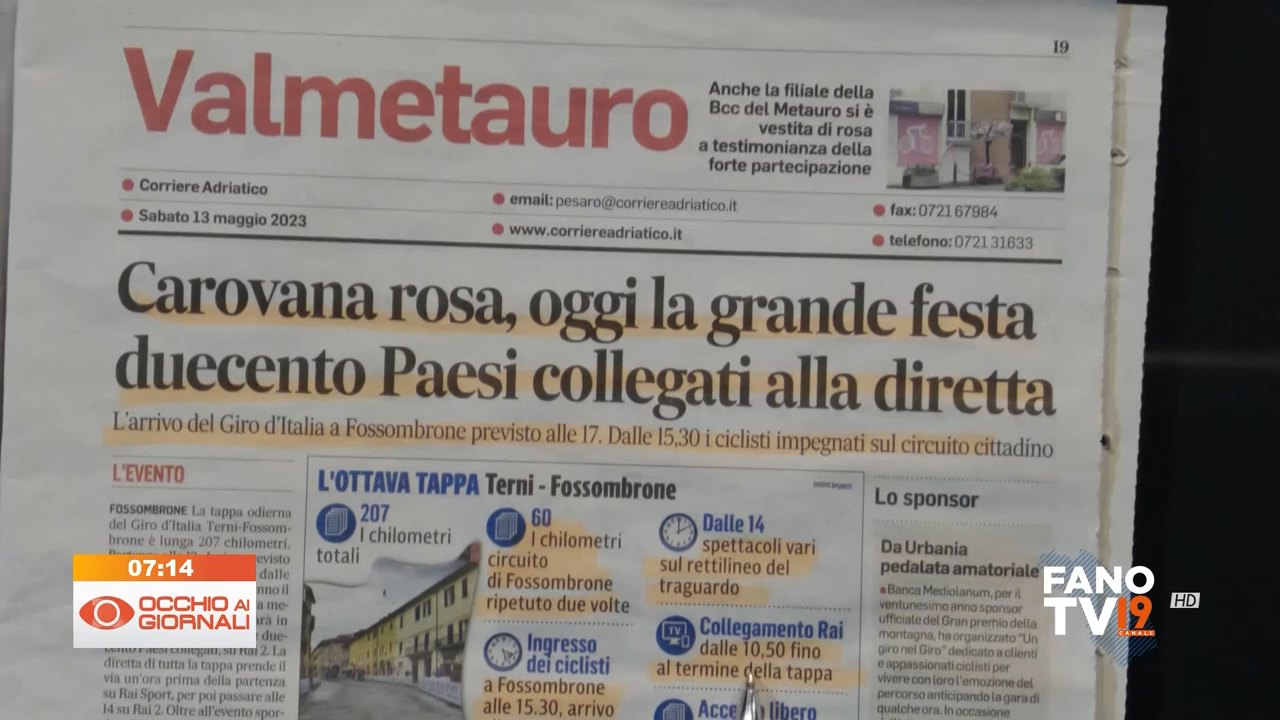 19
Valmetauro
Anche la filiale della
Bcc del Metauro si è
vestita di rosa
a testimonianza della
forte partecipazione
Corriere Adriatico
Sabato 13 maggio 2023
email: pesaro@corriereadriatico.it
www.corriereadriatico.it
fax: 0721 67984
telefono: 0721 31633
Carovana rosa, oggi la grande festa
duecento Paesi collegati alla diretta
L'arrivo del Giro d'Italia a Fossombrone previsto alle 17. Dalle 15,30 i ciclisti impegnati sul circuito cittadino
L'EVENTO
FOSSOMBRONE La tappa odierna
del Giro d'Italia Terni-Fossom-
brone è lunga 207 chilometri.
dalle
diretta di tutta la tappa prende il
via un'ora prima della partenza
su Rai Sport, per poi passare alle
14 su Rai 2. Oltre all'evento spor-
L'OTTAVA TAPPA Terni - Fossombrone
207
I chilometri
totali
60
I chilometri
circuito
di Fossombrone
ripetuto due volte
Ingresso
dei ciclisti
a Fossombrone
alle 15.30, arrivo
Dalle 14
spettacoli vari
sul rettilineo del
traguardo
TV
Collegamento Rai
dalle 10,50 fino
al termine della tappa
libero
Lo sponsor
Da Urbania
pedalata amatoriale
Banca Mediolanum, per il
ventunesimo anno sponsor
ufficiale del Gran premio della
montagna, ha organizzato "Un
giro nel Giro" dedicato a clienti
e appassionati ciclisti per
vivere con loro l'emozione del
percorso anticipando la gara di
qualche ora. In occasione
07:14
OCCHIO AI
GIORNALI
FANO
TV 19
CANALE
HD